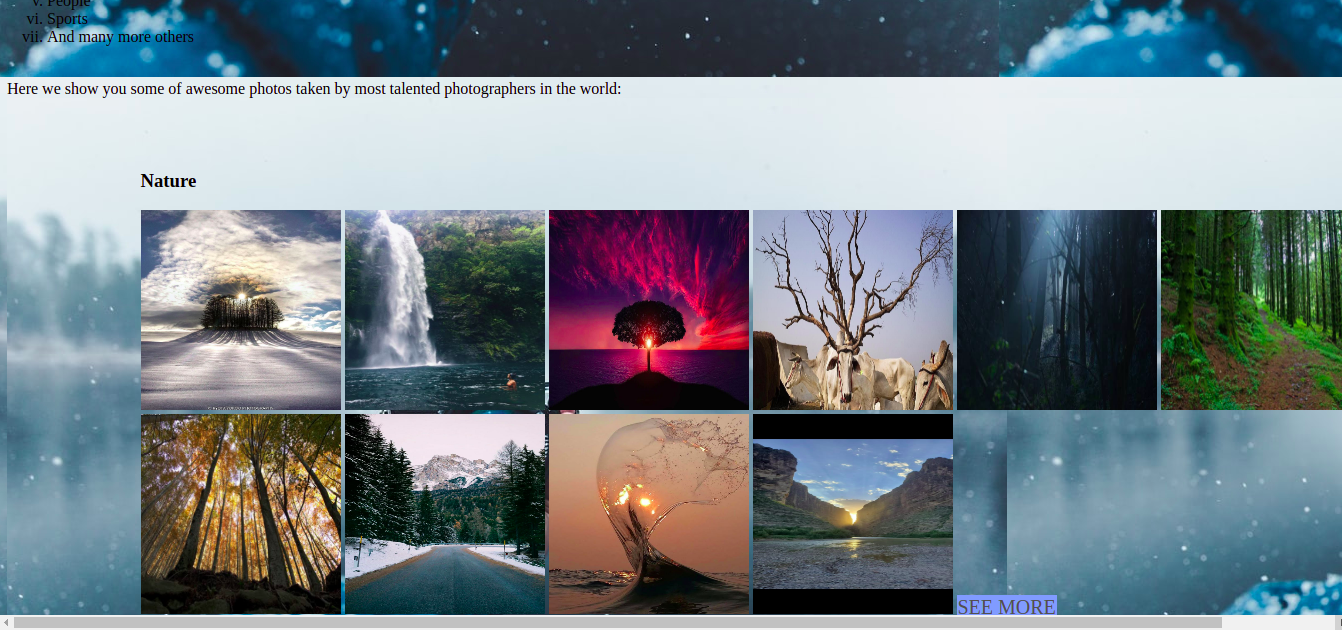 v. People
vi. Sports
vii. And many more others
Here we show you some of awesome photos taken by most talented photographers in the world:
Nature
SEE MORE